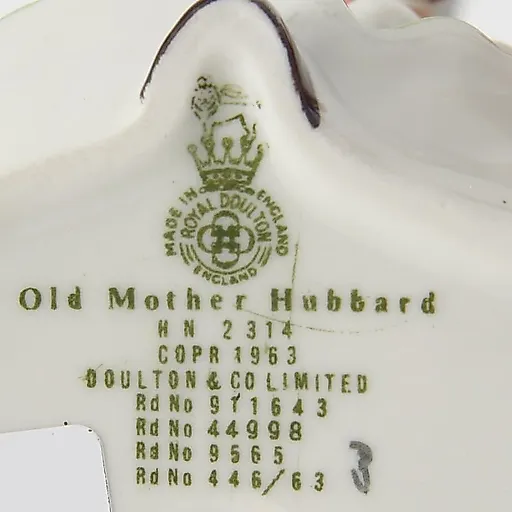 MADE IN ENGLAND
ROYAL DOULTON
ENGLAND
Old Mother Hubbard
HN 2314
COPR 1963
DOULTON & CO LIMITED
Rd No 911643
Rd No 44998
Rd No 9565
Rd No 446/63
3